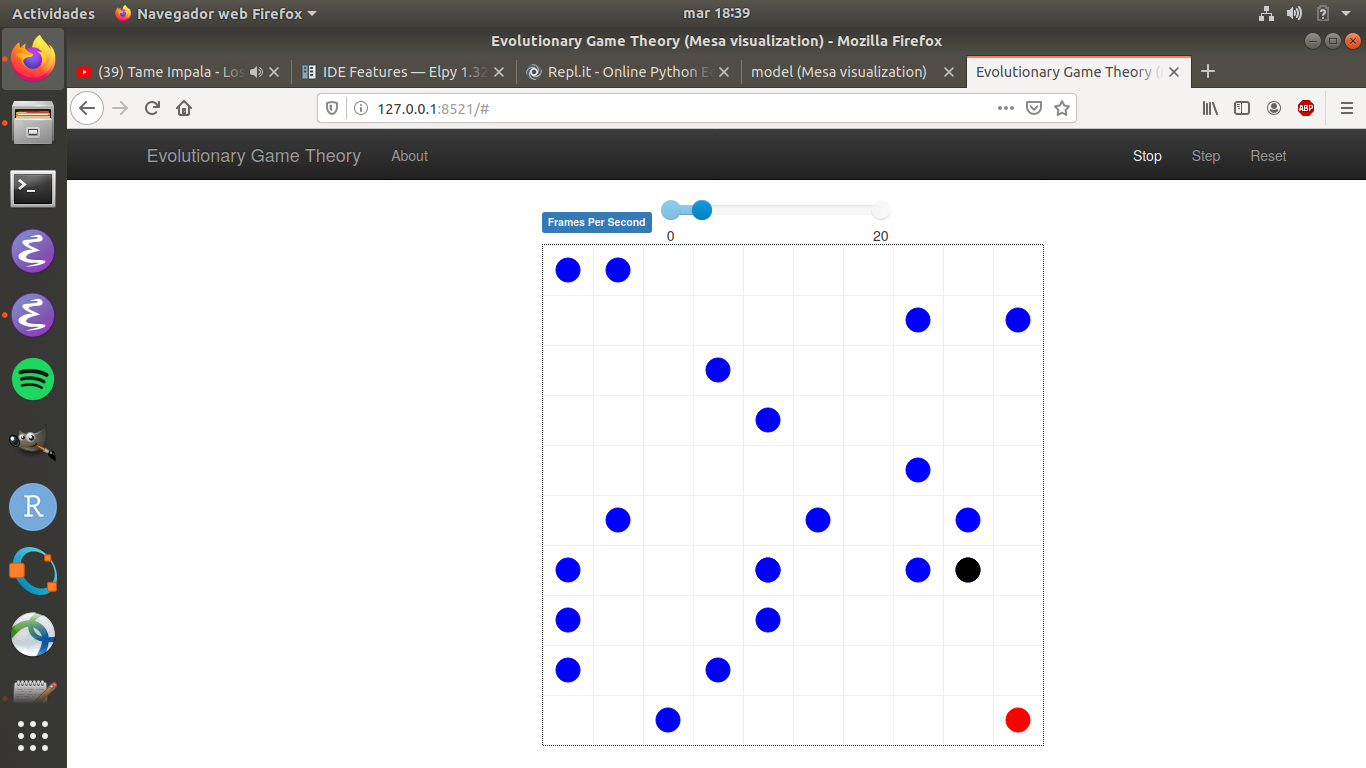 Actividades Navegador web Firefox mar 18:39
Evolutionary Game Theory (Mesa visualization) - Mozilla Firefox
(39) Tame Impala - Los IDE Features — Elpy 1.32 Repl.it - Online Python E model (Mesa visualization) Evolutionary Game Theory (
127.0.0.1:8521/# ABP
Evolutionary Game Theory About Stop Step Reset
Frames Per Second
0 20
R